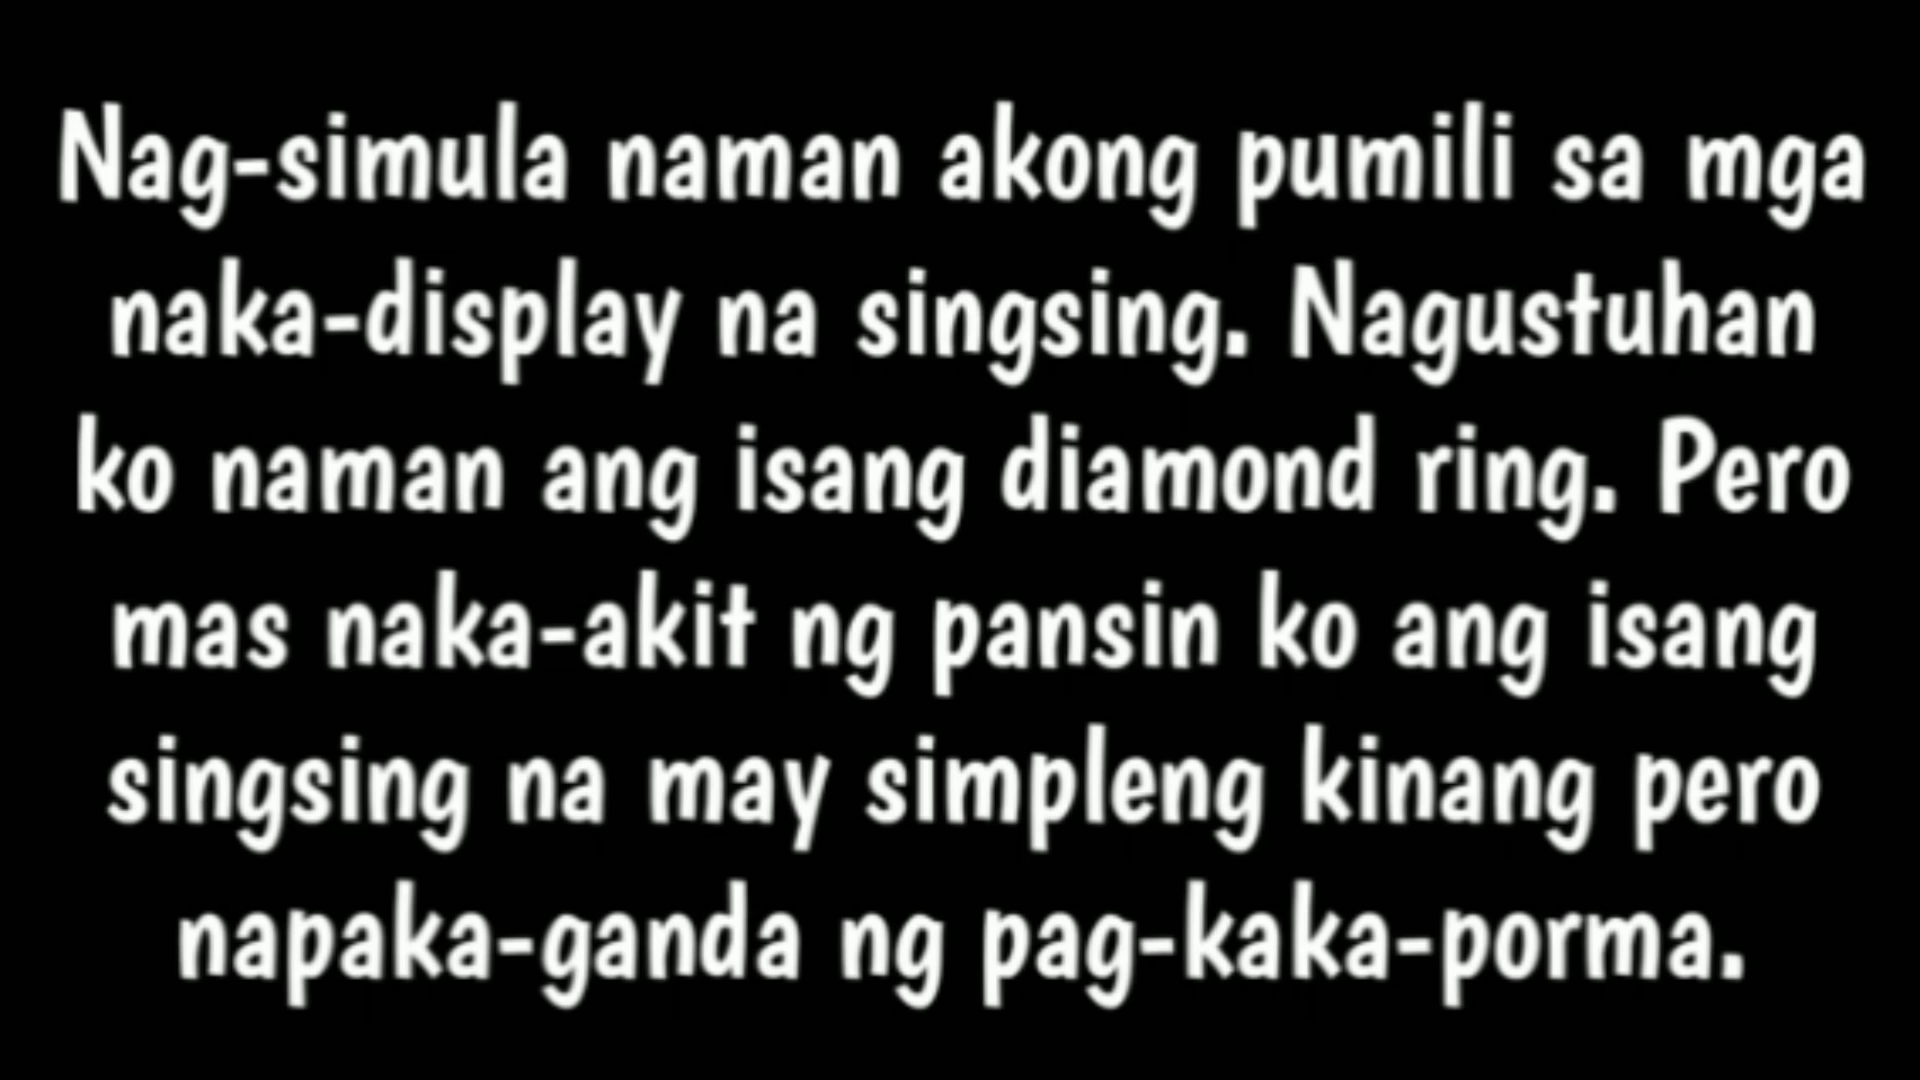 Nag-simula naman akong pumili sa mga
naka-display na singsing. Nagustuhan
ko naman ang isang diamond ring. Pero
mas naka-akit ng pansin ko ang isang
singsing na may simpleng kinang pero
napaka-ganda ng pag-kaka-porma.